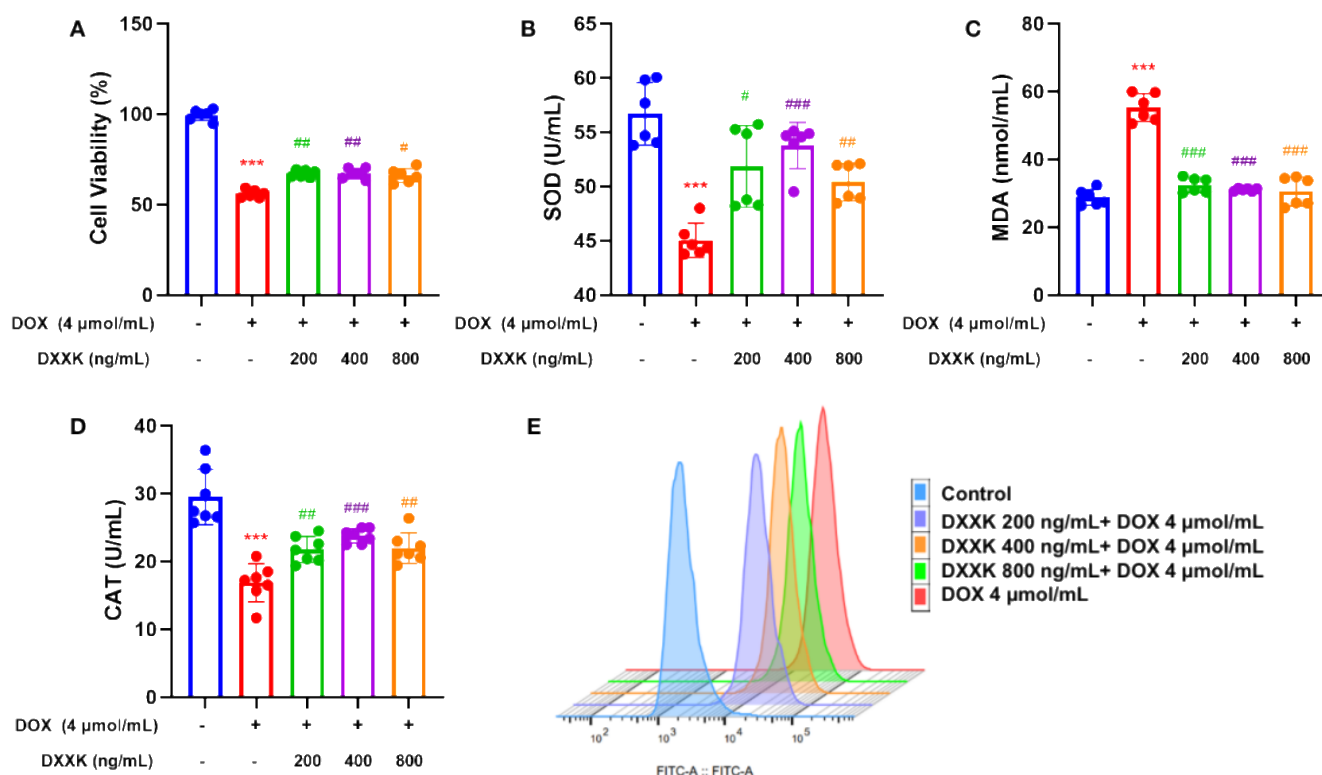 A
Cell Viability (%)
150
100
50
0
***
##
##
#
DOX (4 μmol/mL) - + + + +
DXXK (ng/mL) - - 200 400 800
B
SOD (U/mL)
65
60
55
50
45
40
***
#
###
##
DOX (4 μmol/mL) - + + + +
DXXK (ng/mL) - - 200 400 800
C
MDA (nmol/mL)
80
60
40
20
0
***
###
###
###
DOX (4 μmol/mL) - + + + +
DXXK (ng/mL) - - 200 400 800
D
CAT (U/mL)
40
30
20
10
0
***
##
###
##
DOX (4 μmol/mL) - + + + +
DXXK (ng/mL) - - 200 400 800
E
10² 10³ 10⁴ 10⁵
FITC-A :: FITC-A
Control
DXXK 200 ng/mL+ DOX 4 μmol/mL
DXXK 400 ng/mL+ DOX 4 μmol/mL
DXXK 800 ng/mL+ DOX 4 μmol/mL
DOX 4 μmol/mL